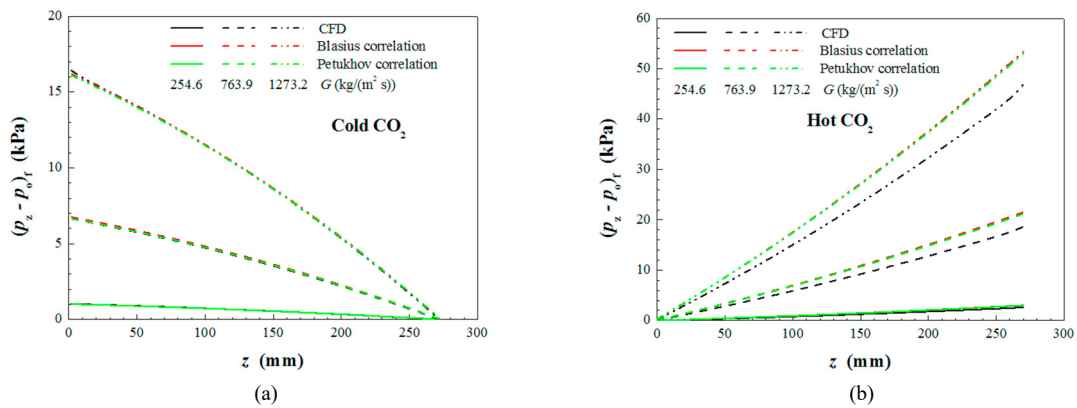 20
15
10
5
0
0 50 100 150 200 250 300
(p_z - p_o)_f (kPa)
z (mm)
CFD
Blasius correlation
Petukhov correlation
254.6 763.9 1273.2 G (kg/(m² s))
Cold CO₂
(a)
60
50
40
30
20
10
0
0 50 100 150 200 250 300
(p_z - p_o)_f (kPa)
z (mm)
CFD
Blasius correlation
Petukhov correlation
254.6 763.9 1273.2 G (kg/(m² s))
Hot CO₂
(b)